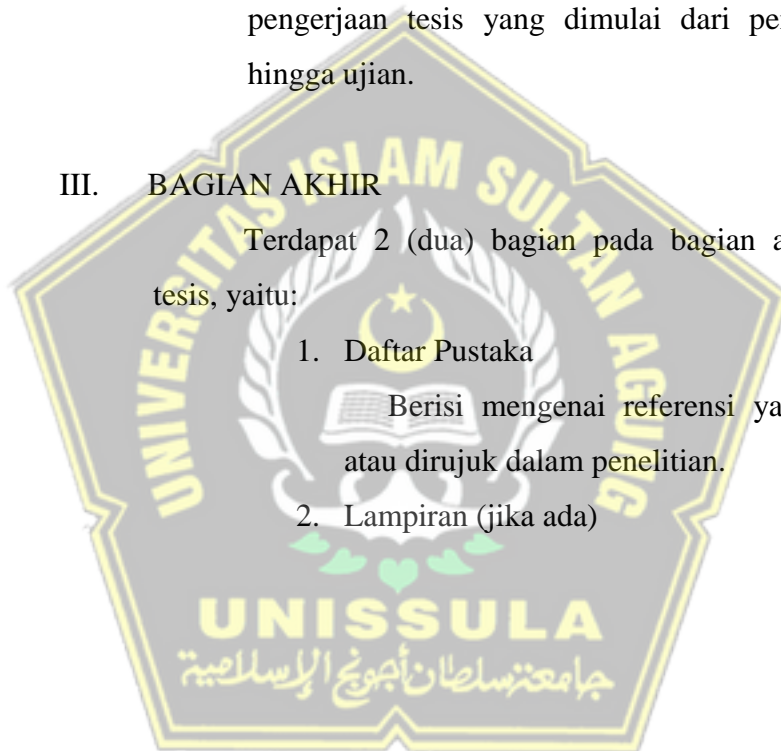 pengerjaan tesis yang dimulai dari
hingga ujian.
III. BAGIAN AKHIR
Terdapat 2 (dua) bagian pada bagian
tesis, yaitu:
1. Daftar Pustaka
Berisi mengenai referensi
atau dirujuk dalam penelitian.
2. Lampiran (jika ada)
UNIVERSITAS ISLAM SULTAN AGUNG
UNISSULA
جامعة سلطان أجونج الإسلامية